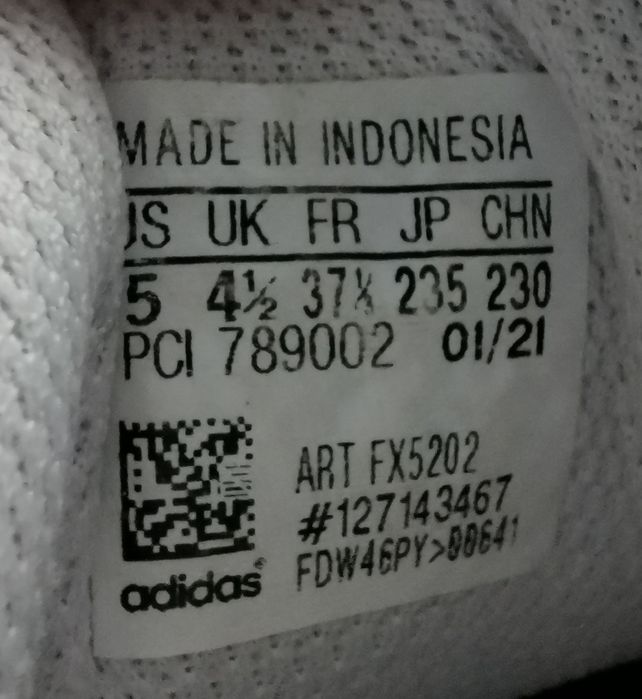 MADE IN INDONESIA
US UK FR JP CHN
5 4½ 37⅓ 235 230
PCI 789002 01/21
ART FX5202
#127143467
FDW46PY>00641
adidas